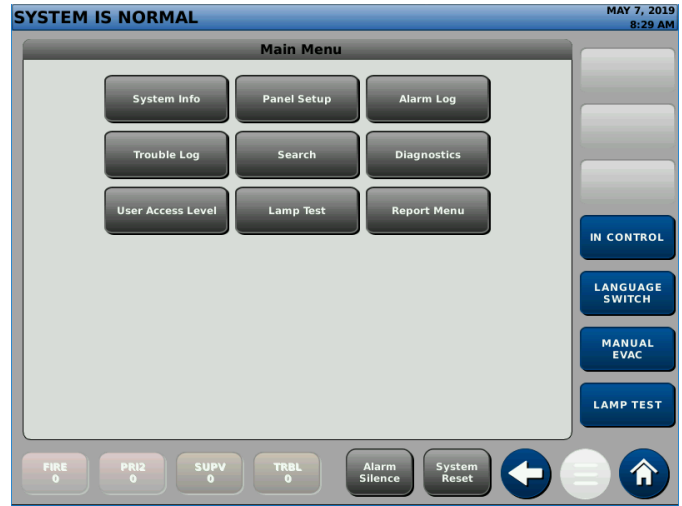 SYSTEM IS NORMAL
MAY 7, 2019
8:29 AM
Main Menu
System Info
Panel Setup
Alarm Log
Trouble Log
Search
Diagnostics
User Access Level
Lamp Test
Report Menu
IN CONTROL
LANGUAGE
SWITCH
MANUAL
EVAC
LAMP TEST
FIRE
0
PRI2
0
SUPV
0
TRBL
0
Alarm
Silence
System
Reset